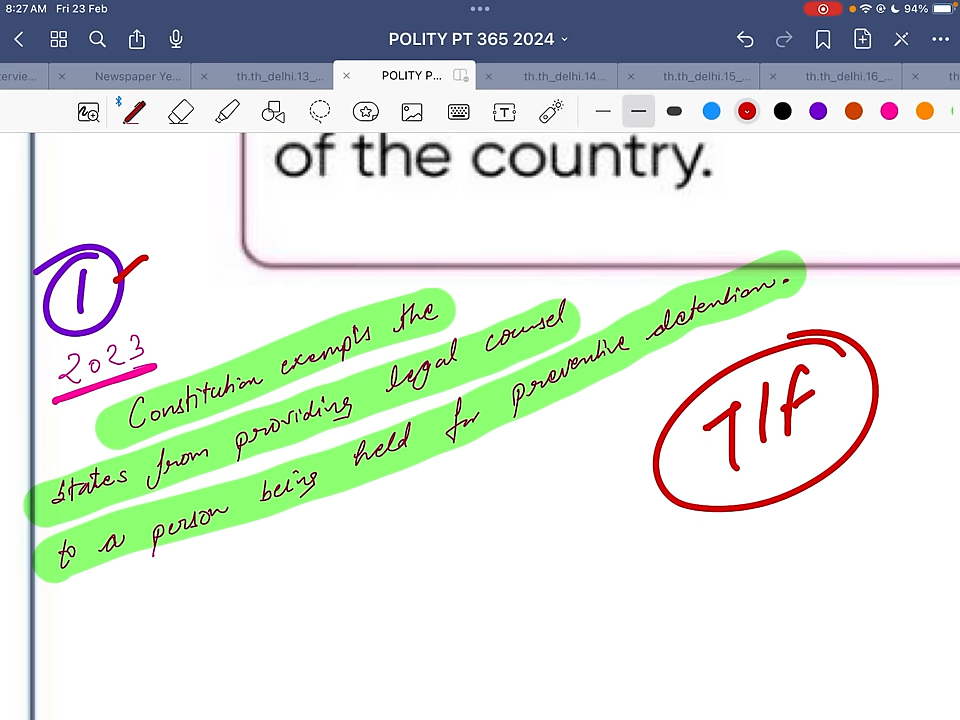 8:27 AM Fri 23 Feb
94%
POLITY PT 365 2024
tervie...
Newspaper Ye...
th.th_delhi.13_...
POLITY P...
th.th_delhi.14...
th.th_delhi.15_...
th.th_delhi.16_...
th
of the country.
1
2023
Constitution exempts the
states from providing legal counsel
to a person being held for preventive detention.
T/f